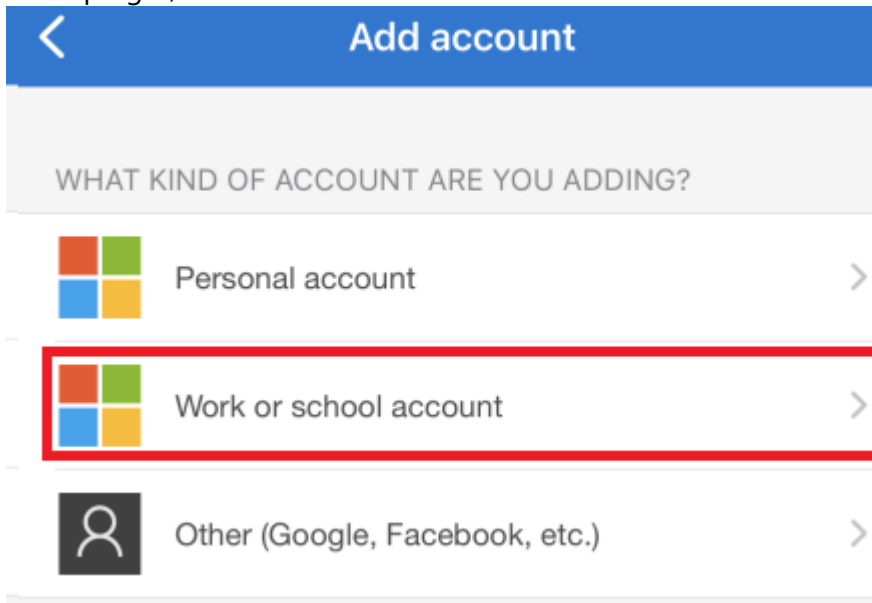 Add account
WHAT KIND OF ACCOUNT ARE YOU ADDING?
Personal account
Work or school account
Other (Google, Facebook, etc.)